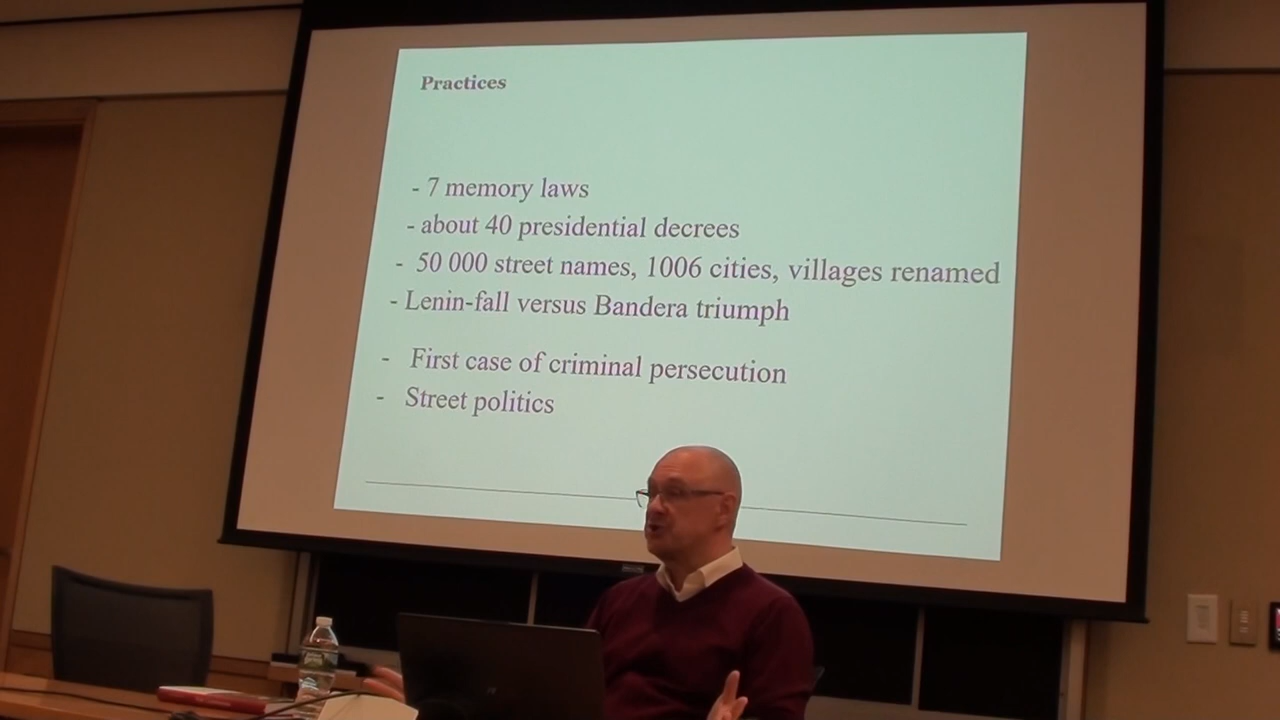 Practices
- 7 memory laws
- about 40 presidential decrees
- 50 000 street names, 1006 cities, villages renamed
- Lenin-fall versus Bandera triumph
- First case of criminal persecution
- Street politics